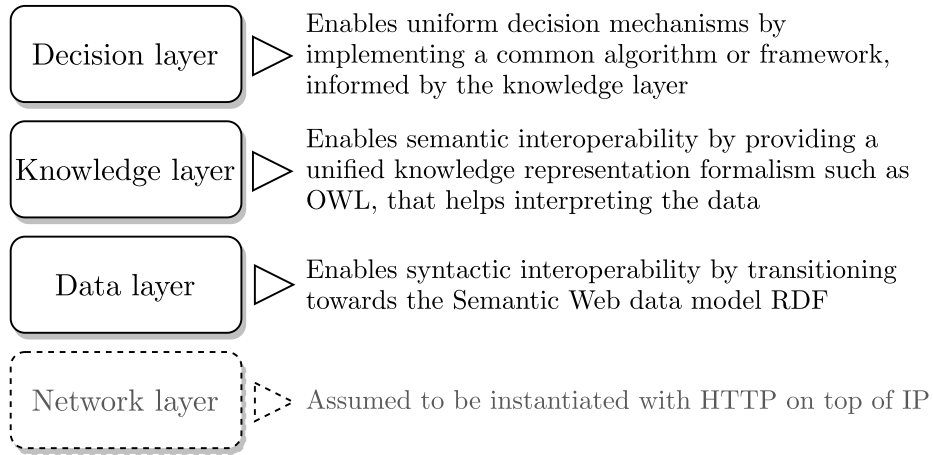 Decision layer
Enables uniform decision mechanisms by
implementing a common algorithm or framework,
informed by the knowledge layer
Knowledge layer
Enables semantic interoperability by providing a
unified knowledge representation formalism such as
OWL, that helps interpreting the data
Data layer
Enables syntactic interoperability by transitioning
towards the Semantic Web data model RDF
Network layer
Assumed to be instantiated with HTTP on top of IP